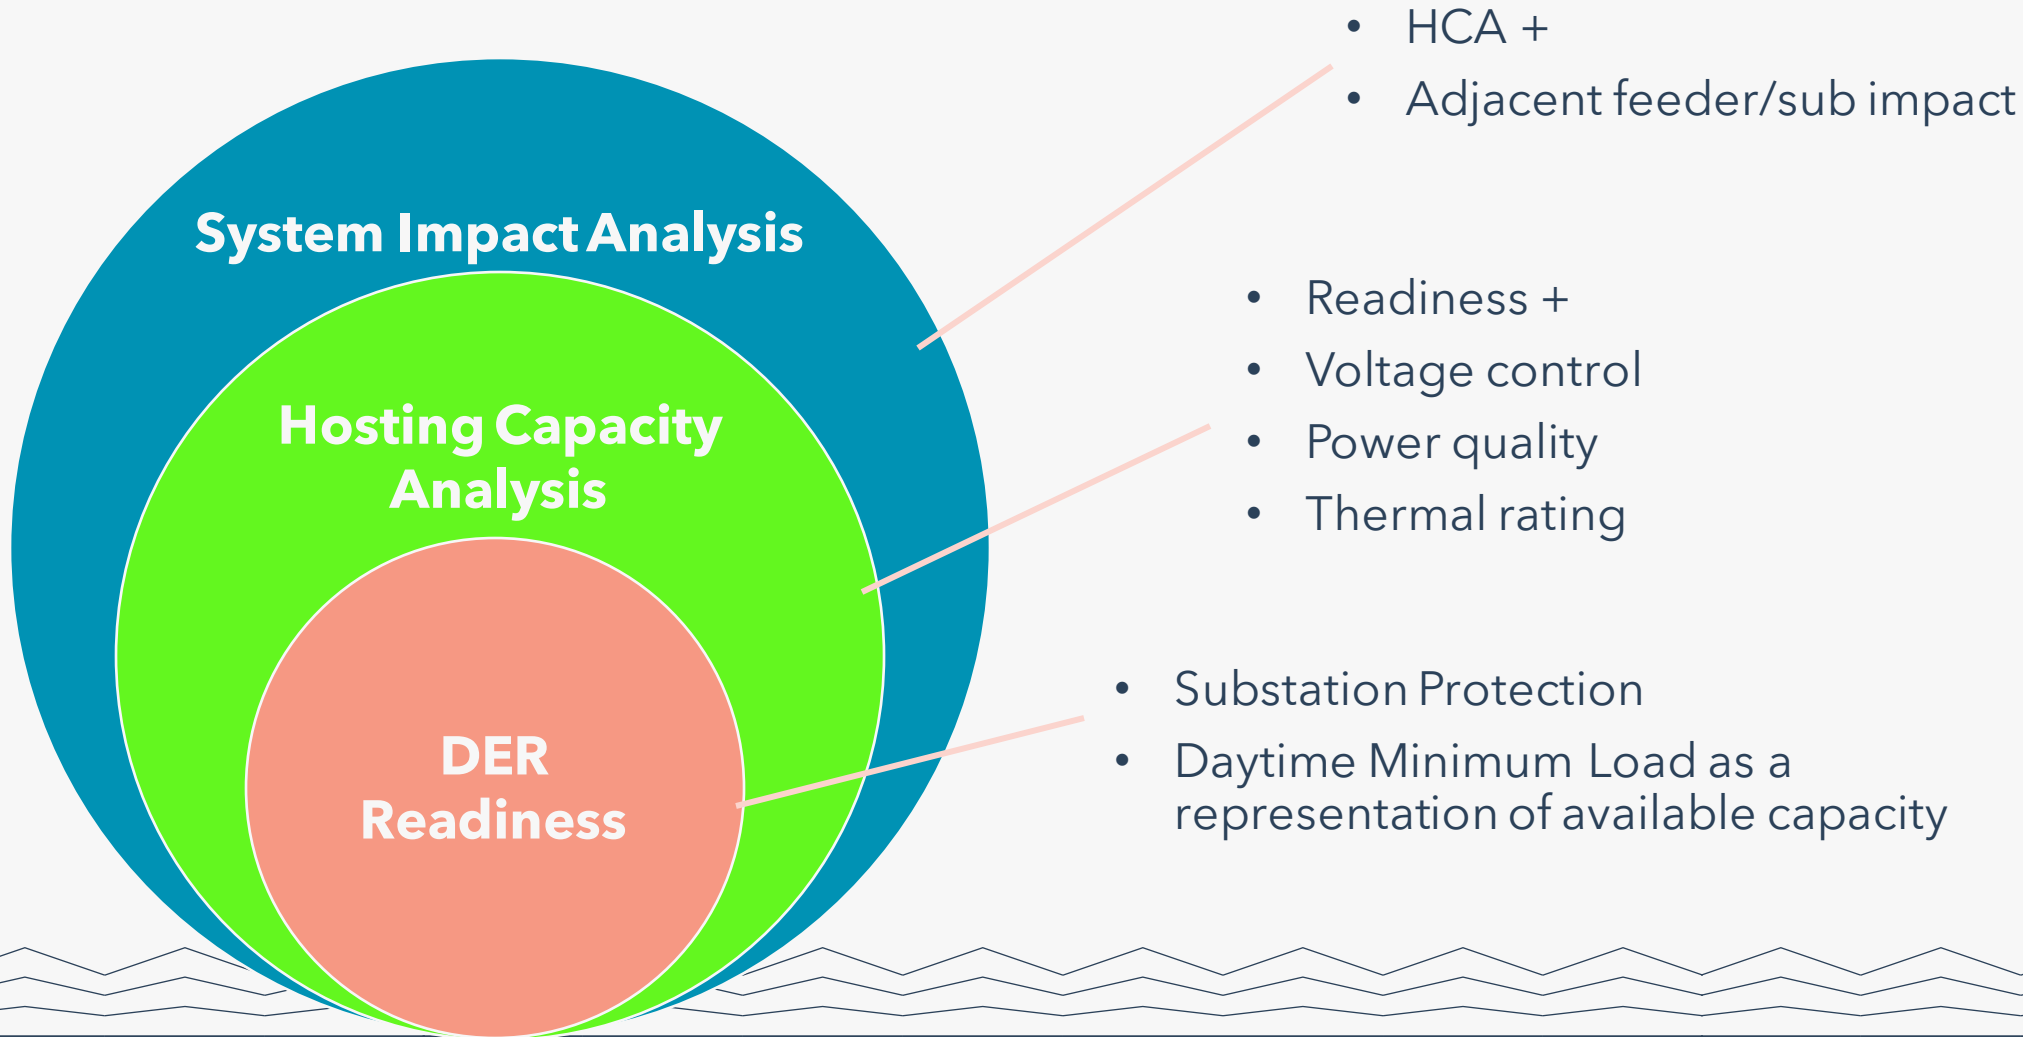 System Impact Analysis
Hosting Capacity
Analysis
DER
Readiness
• HCA +
• Adjacent feeder/sub impact
• Readiness +
• Voltage control
• Power quality
• Thermal rating
• Substation Protection
• Daytime Minimum Load as a
representation of available capacity